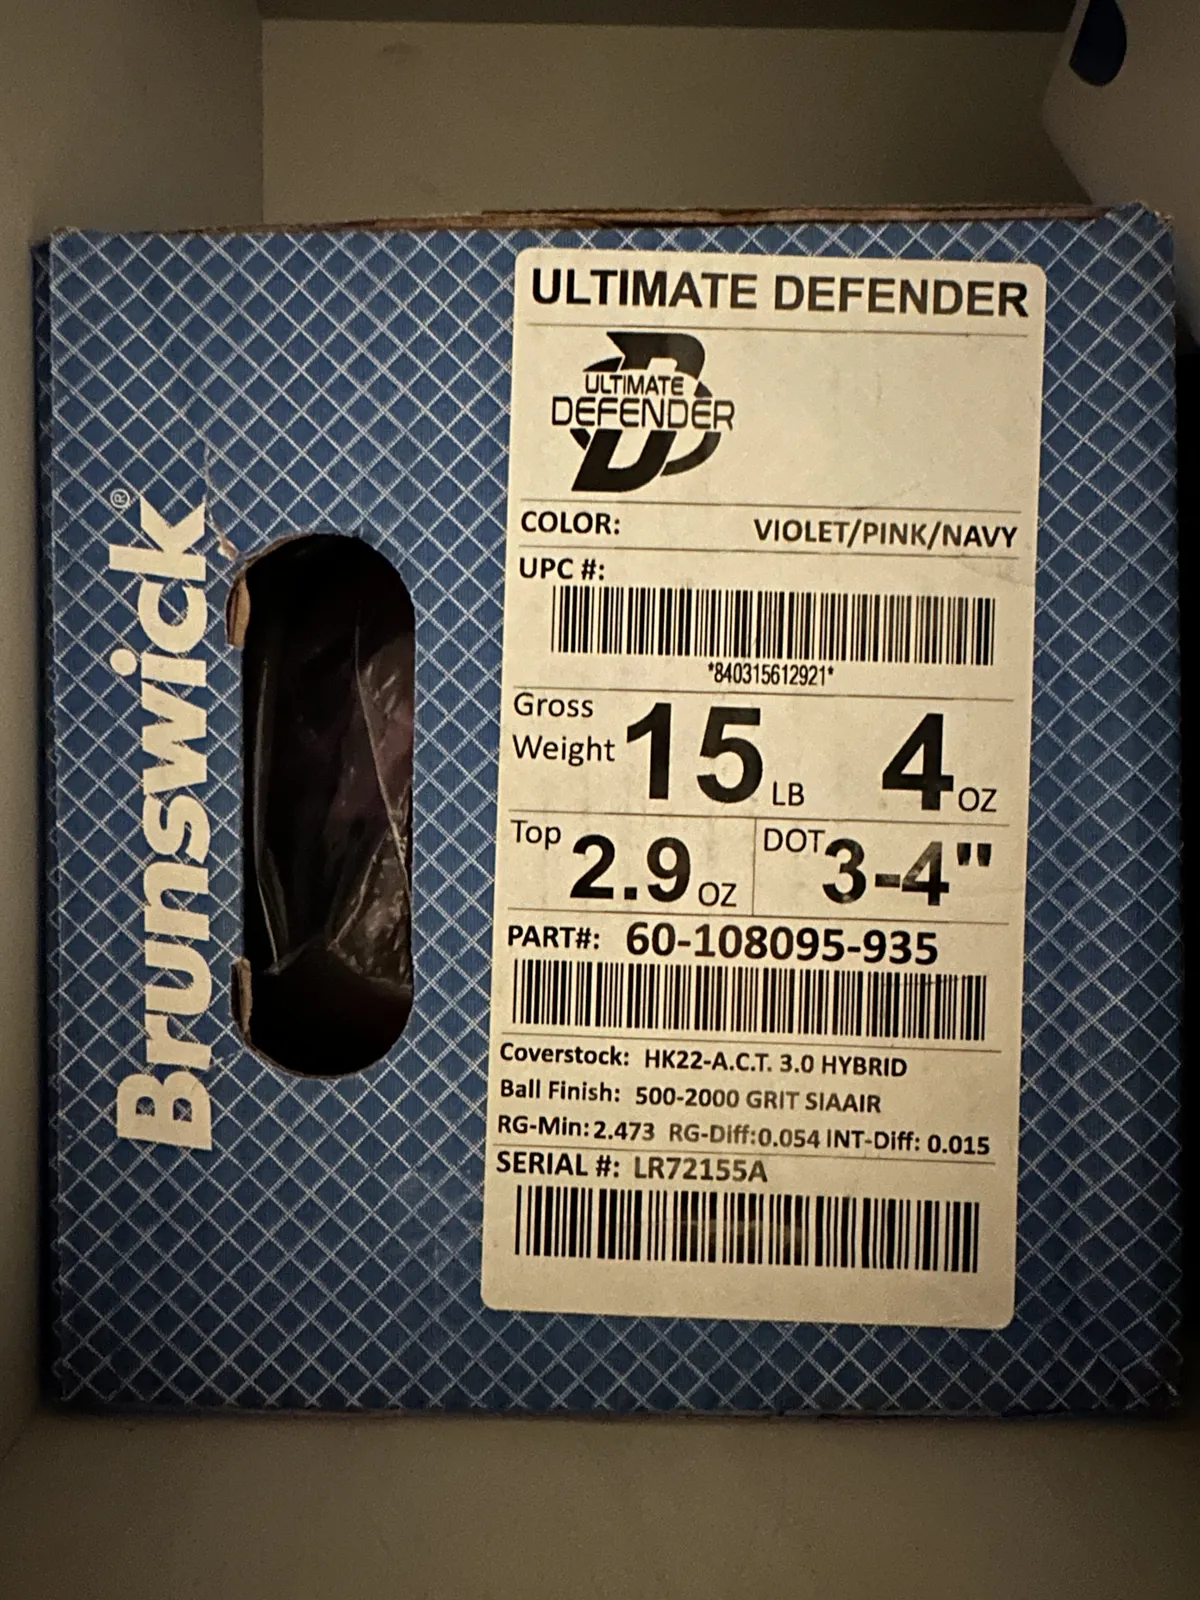 Brunswick®
ULTIMATE DEFENDER
ULTIMATE
DEFENDER
COLOR: VIOLET/PINK/NAVY
UPC #:
*840315612921*
Gross
Weight 15 LB 4 OZ
Top 2.9 OZ DOT 3-4"
PART#: 60-108095-935
Coverstock: HK22-A.C.T. 3.0 HYBRID
Ball Finish: 500-2000 GRIT SIAAIR
RG-Min: 2.473 RG-Diff:0.054 INT-Diff: 0.015
SERIAL #: LR72155A